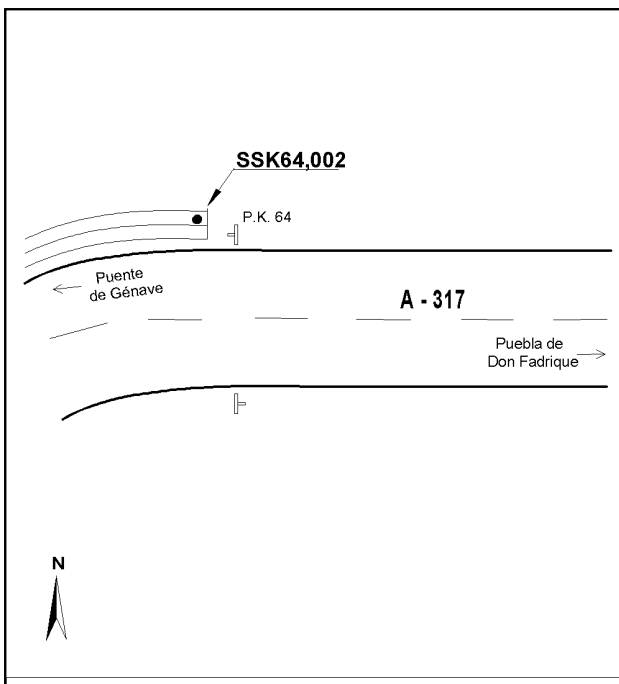 SSK64,002
P.K. 64
Puente
de Génave
A - 317
Puebla de
Don Fadrique
N